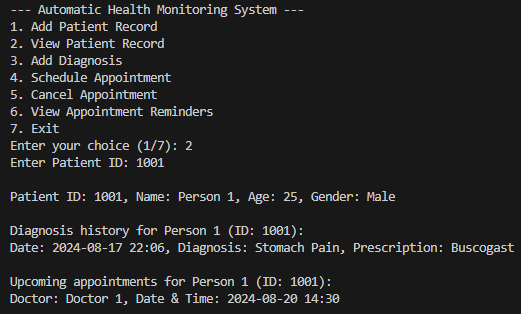 --- Automatic Health Monitoring System ---
1. Add Patient Record
2. View Patient Record
3. Add Diagnosis
4. Schedule Appointment
5. Cancel Appointment
6. View Appointment Reminders
7. Exit
Enter your choice (1/7): 2
Enter Patient ID: 1001
Patient ID: 1001, Name: Person 1, Age: 25, Gender: Male
Diagnosis history for Person 1 (ID: 1001):
Date: 2024-08-17 22:06, Diagnosis: Stomach Pain, Prescription: Buscogast
Upcoming appointments for Person 1 (ID: 1001):
Doctor: Doctor 1, Date & Time: 2024-08-20 14:30